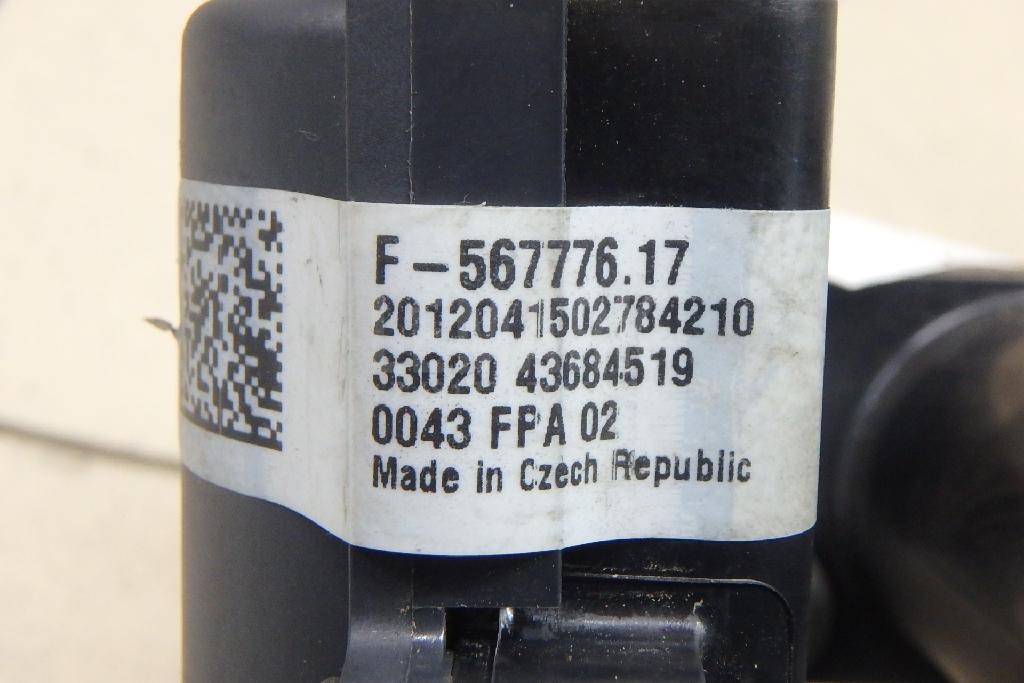 F-567776.17
2012041502784210
33020 43684519
0043 FPA 02
Made in Czech Republic